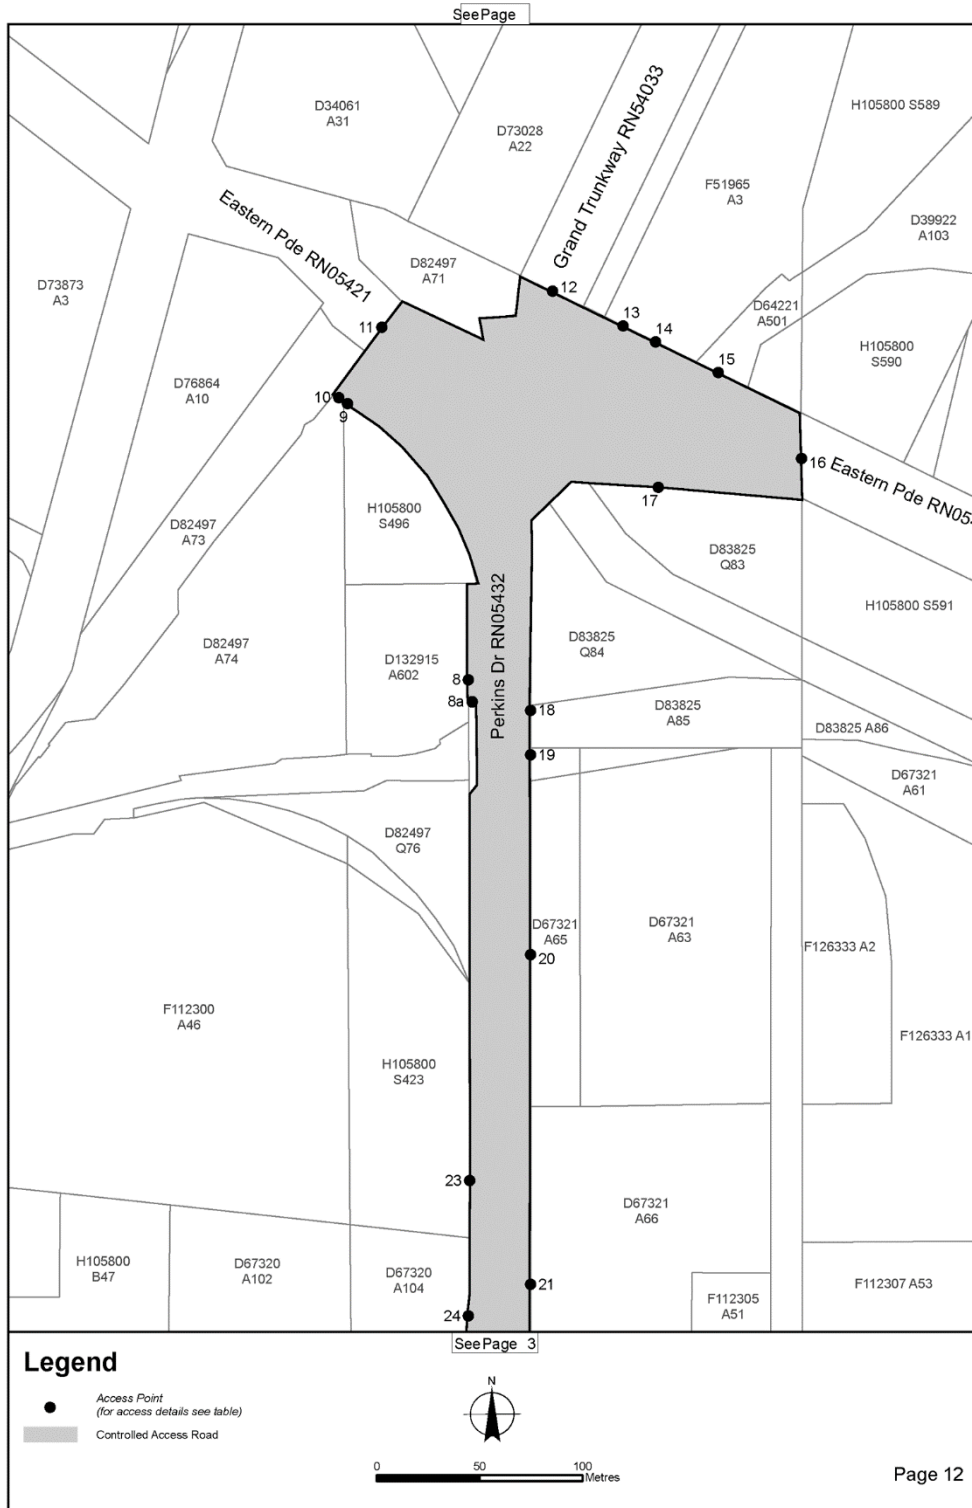 See Page
D34061
A31
D73028
A22
Grand Trunkway RN54033
H105800 S589
F51965
A3
D39922
A103
Eastern Pde RN05421
D82497
A71
D73873
A3
12
D64221
A501
11
13
14
H105800
S590
15
D76864
A10
10
9
16
Eastern Pde RN05
17
H105800
S496
D82497
A73
D83825
Q83
H105800 S591
Perkins Dr RN05432
D82497
A74
D83825
Q84
D132915
A602
8
8a
18
D83825
A85
D83825 A86
19
D67321
A61
D82497
Q76
D67321
A65
D67321
A63
F126333 A2
20
F112300
A46
F126333 A1
H105800
S423
23
D67321
A66
H105800
B47
D67320
A102
D67320
A104
21
F112307 A53
F112305
A51
24
See Page 3
Legend
Access Point
(for access details see table)
Controlled Access Road
N
0 50 100
Metres
Page 12